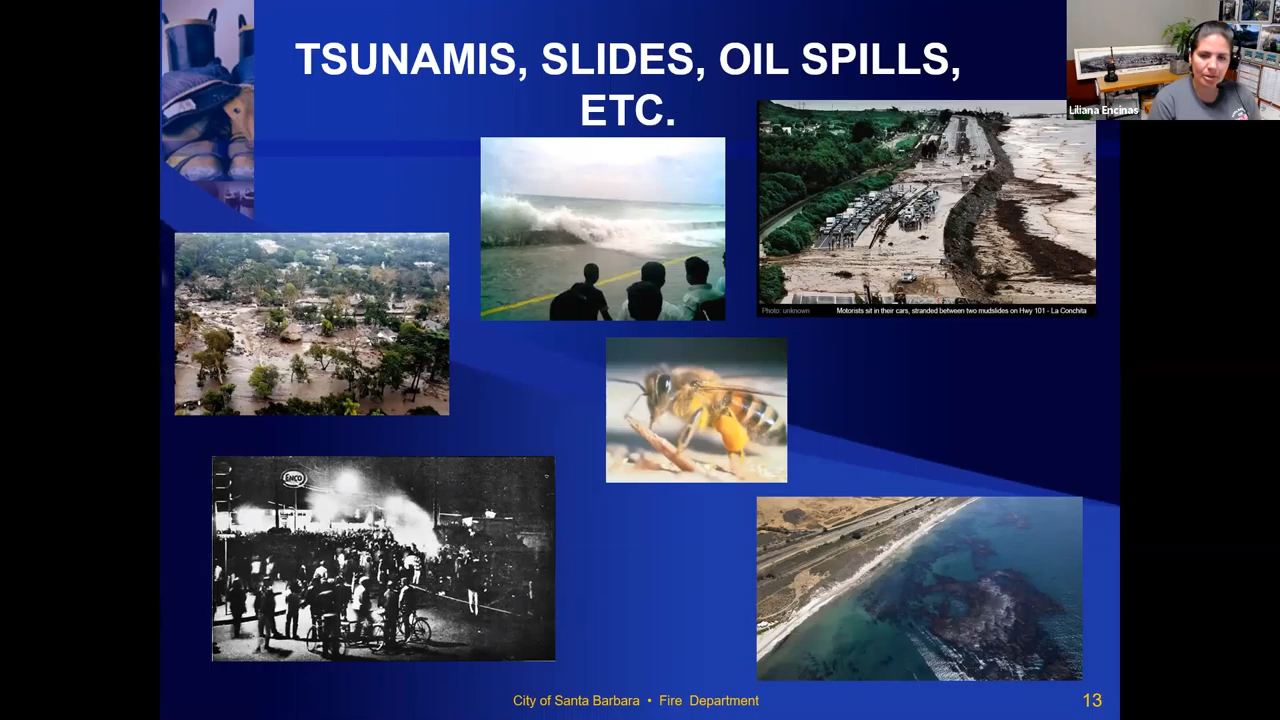 TSUNAMIS, SLIDES, OIL SPILLS,
ETC.
Liliana Encinas
Photo: unknown
Motorists sit in their cars, stranded between two mudslides on Hwy 101 - La Conchita
ENCO
City of Santa Barbara • Fire Department
13